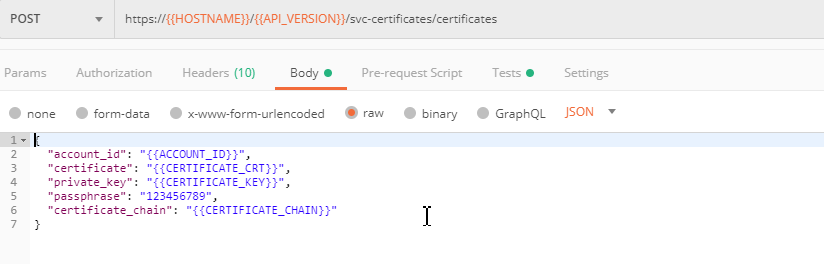 POST https://{{HOSTNAME}}/{{API_VERSION}}/svc-certificates/certificates
Params Authorization Headers (10) Body Pre-request Script Tests Settings
none form-data x-www-form-urlencoded raw binary GraphQL JSON
1 {
2 "account_id": "{{ACCOUNT_ID}}",
3 "certificate": "{{CERTIFICATE_CRT}}",
4 "private_key": "{{CERTIFICATE_KEY}}",
5 "passphrase": "123456789",
6 "certificate_chain": "{{CERTIFICATE_CHAIN}}"
7 }